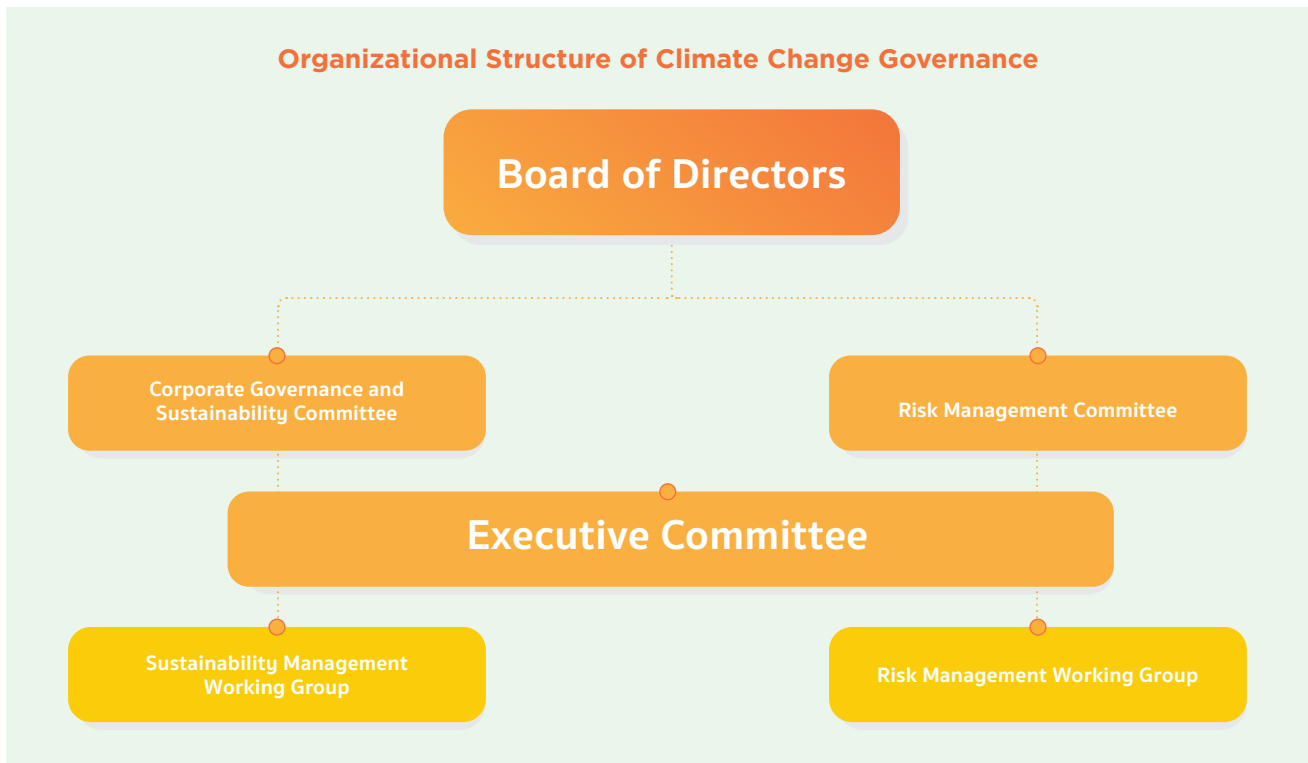 Organizational Structure of Climate Change Governance
Board of Directors
Corporate Governance and
Sustainability Committee
Risk Management Committee
Executive Committee
Sustainability Management
Working Group
Risk Management Working Group